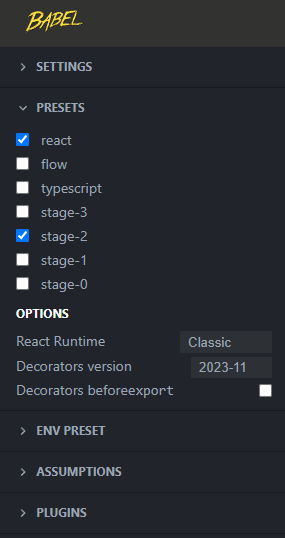 BABEL
SETTINGS
PRESETS
react
flow
typescript
stage-3
stage-2
stage-1
stage-0
OPTIONS
React Runtime Classic
Decorators version 2023-11
Decorators beforeexport
ENV PRESET
ASSUMPTIONS
PLUGINS